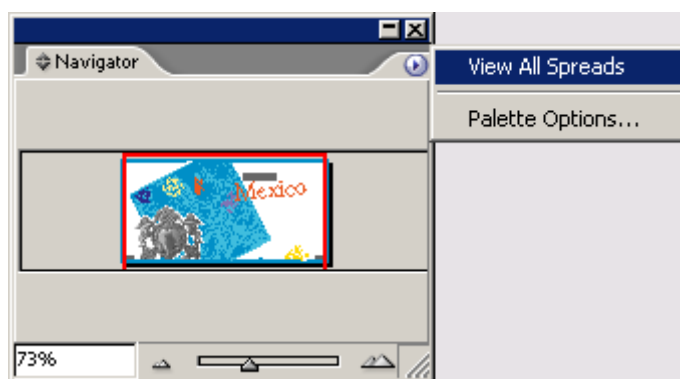 Navigator
View All Spreads
Palette Options...
Mexico
73%